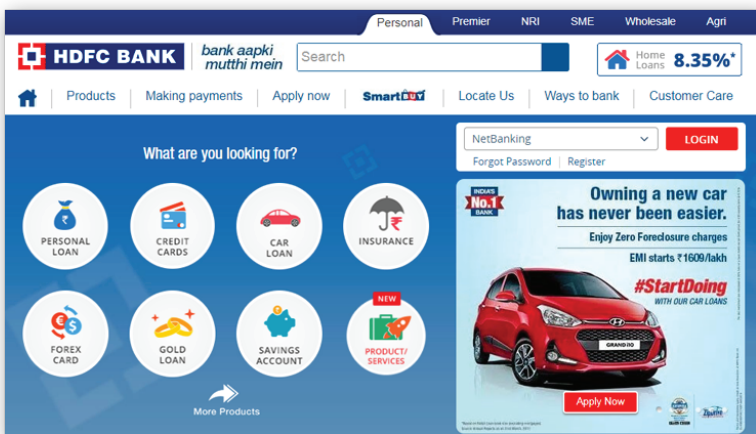 Personal Premier NRI SME Wholesale Agri
HDFC BANK
bank aapki
mutthi mein
Search
Home
Loans
8.35%*
Products Making payments Apply now SmartBUY Locate Us Ways to bank Customer Care
What are you looking for?
PERSONAL
LOAN
CREDIT
CARDS
CAR
LOAN
INSURANCE
FOREX
CARD
GOLD
LOAN
SAVINGS
ACCOUNT
NEW
PRODUCT/
SERVICES
More Products
NetBanking
LOGIN
Forgot Password Register
INDIA'S
No.1
BANK
Owning a new car
has never been easier.
Enjoy Zero Foreclosure charges
EMI starts ₹1609/lakh
#StartDoing
WITH OUR CAR LOANS
GRAND i10
Apply Now